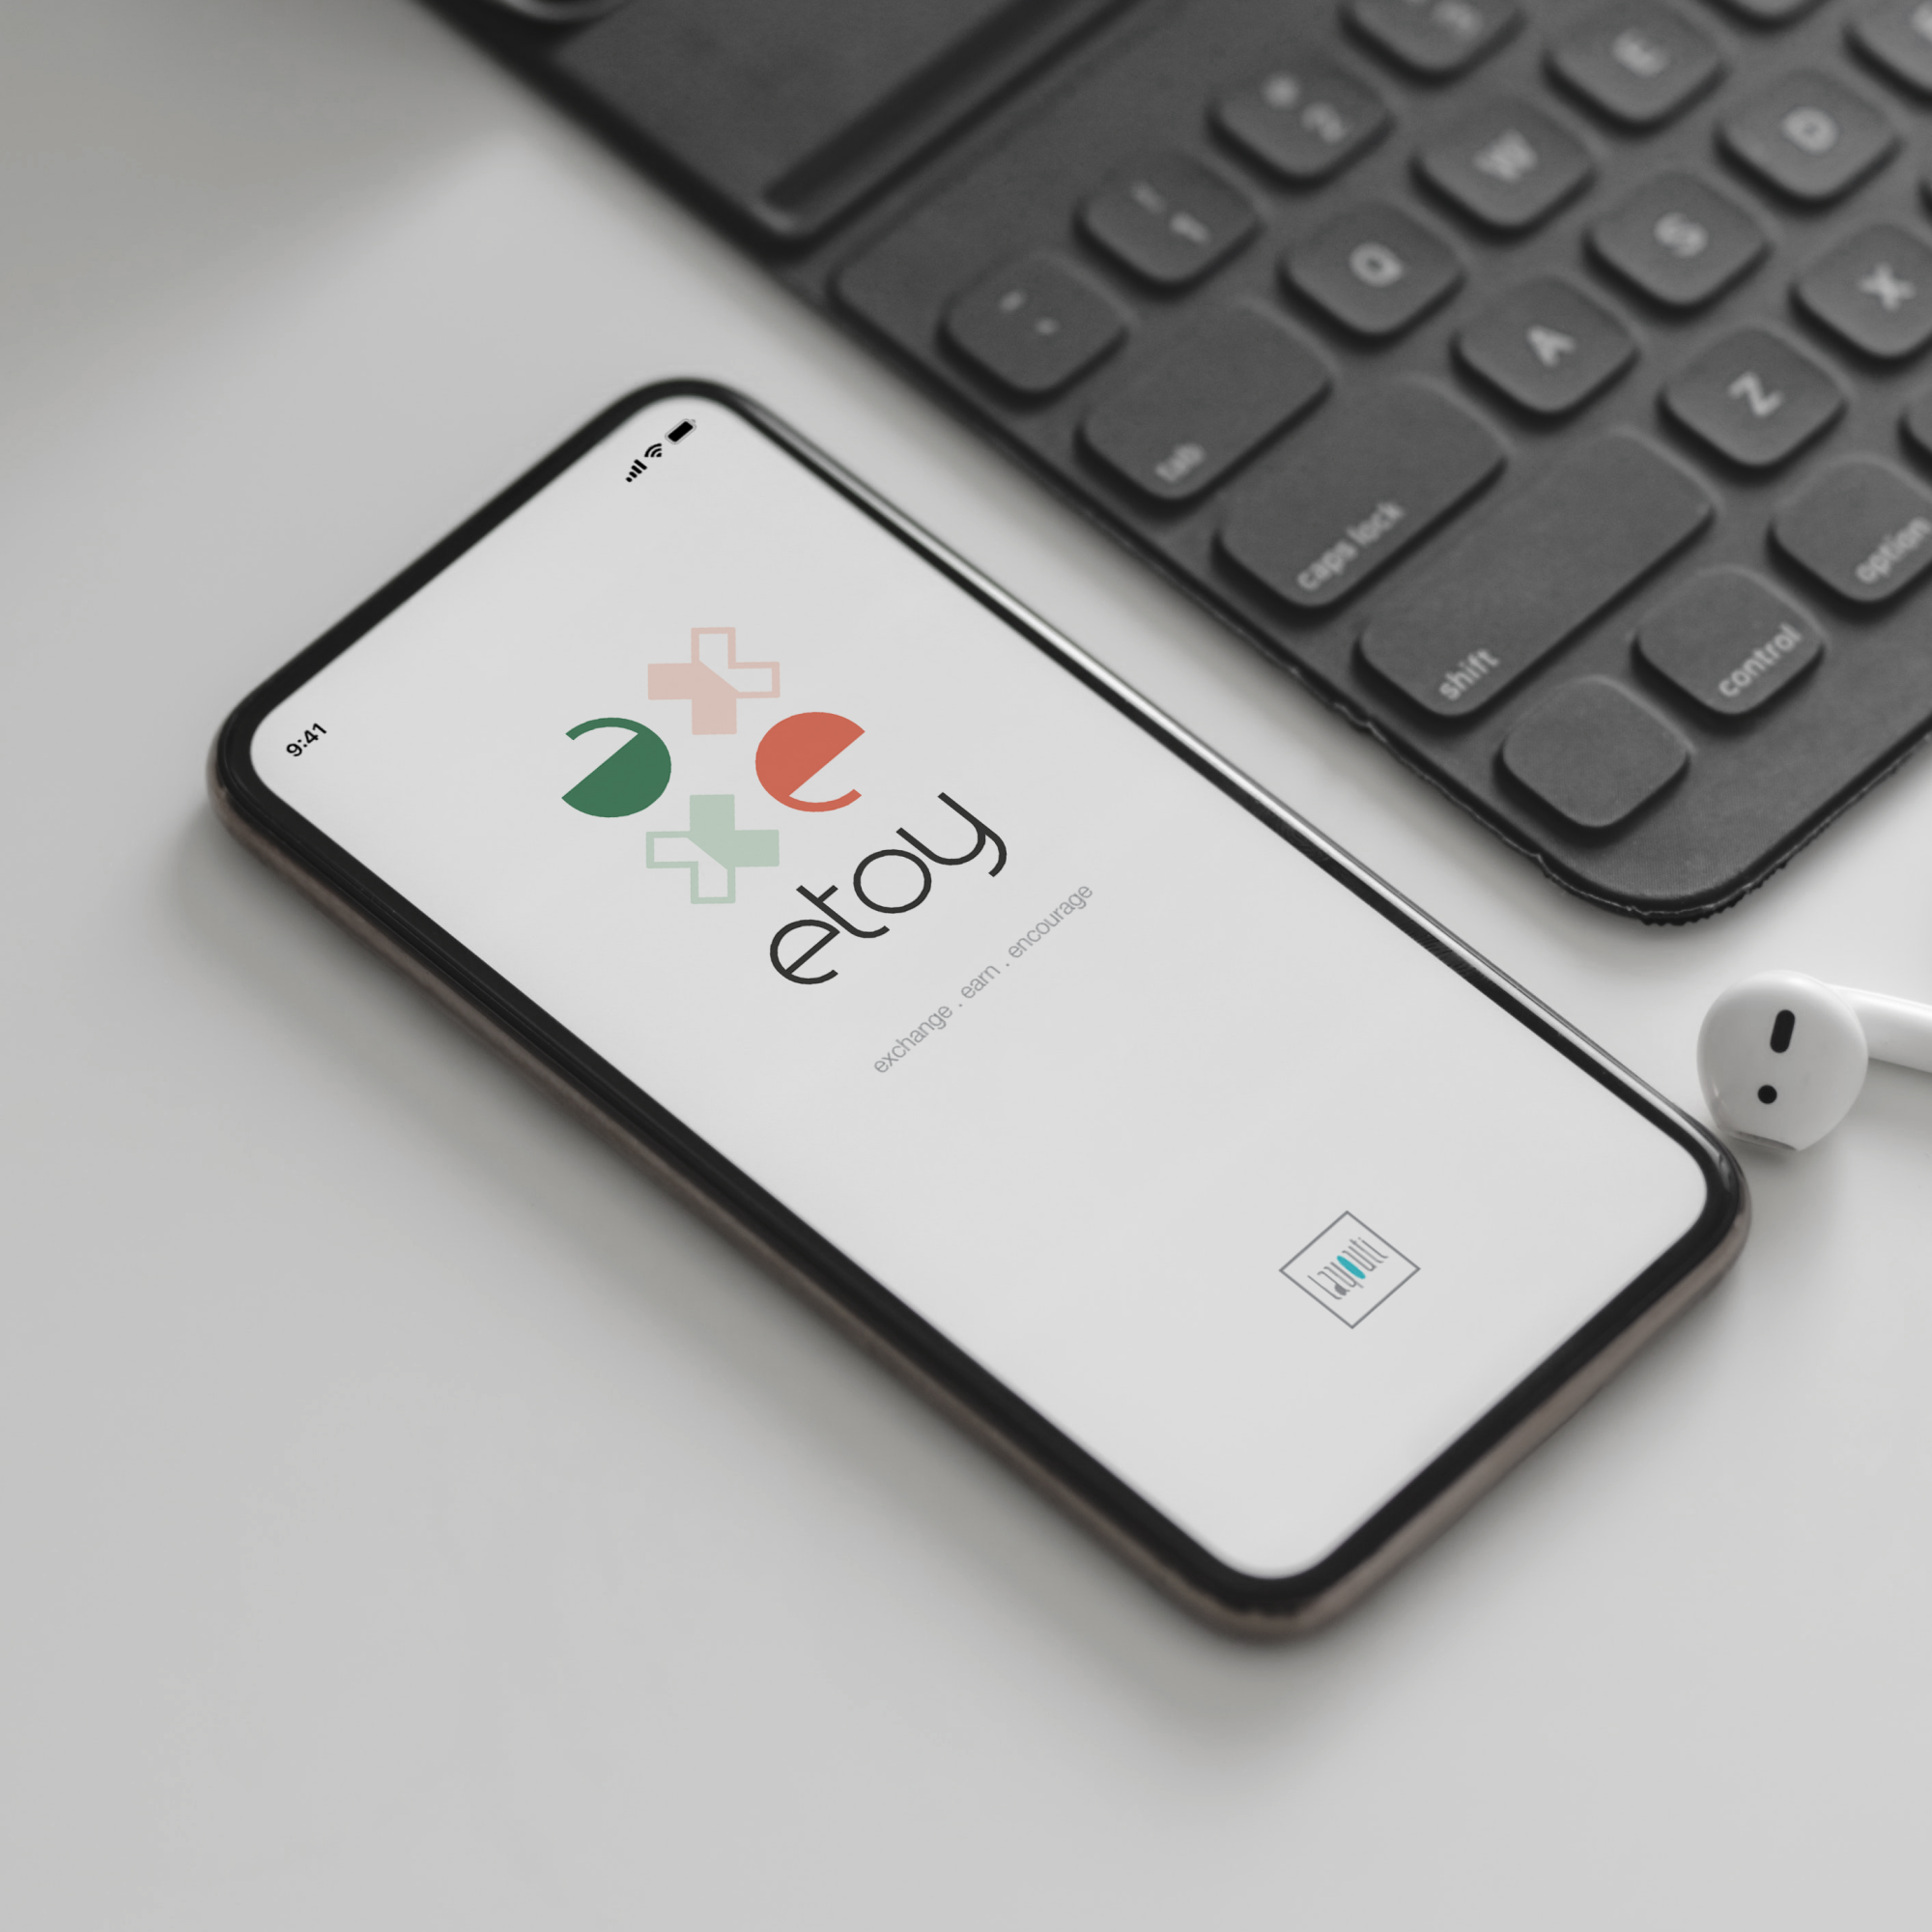 9:41
etoy
exchange . earn . encourage
2
E
1
Q
W
S
D
tab
A
Z
X
caps lock
shift
control
option